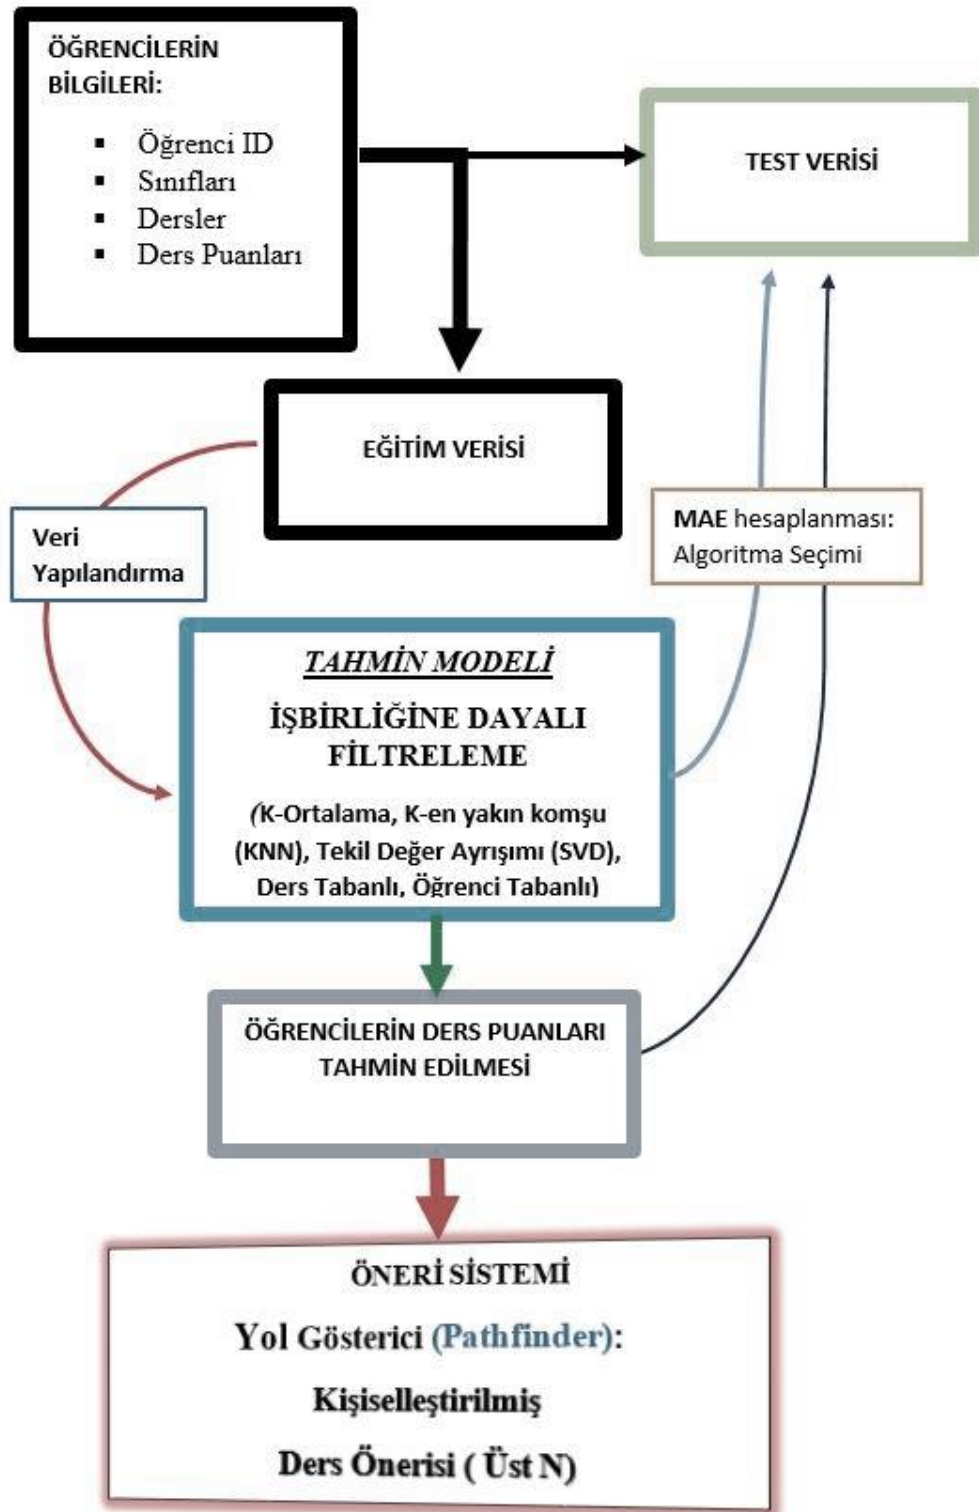 ÖĞRENCİLERİN
BİLGİLERİ:
▪ Öğrenci ID
▪ Sınıfları
▪ Dersler
▪ Ders Puanları
TEST VERİSİ
EĞİTİM VERİSİ
Veri
Yapılandırma
MAE hesaplanması:
Algoritma Seçimi
TAHMİN MODELİ
İŞBİRLİĞİNE DAYALI
FİLTRELEME
(K-Ortalama, K-en yakın komşu
(KNN), Tekil Değer Ayrışımı (SVD),
Ders Tabanlı, Öğrenci Tabanlı)
ÖĞRENCİLERİN DERS PUANLARI
TAHMİN EDİLMESİ
ÖNERİ SİSTEMİ
Yol Gösterici (Pathfinder):
Kişiselleştirilmiş
Ders Önerisi ( Üst N)